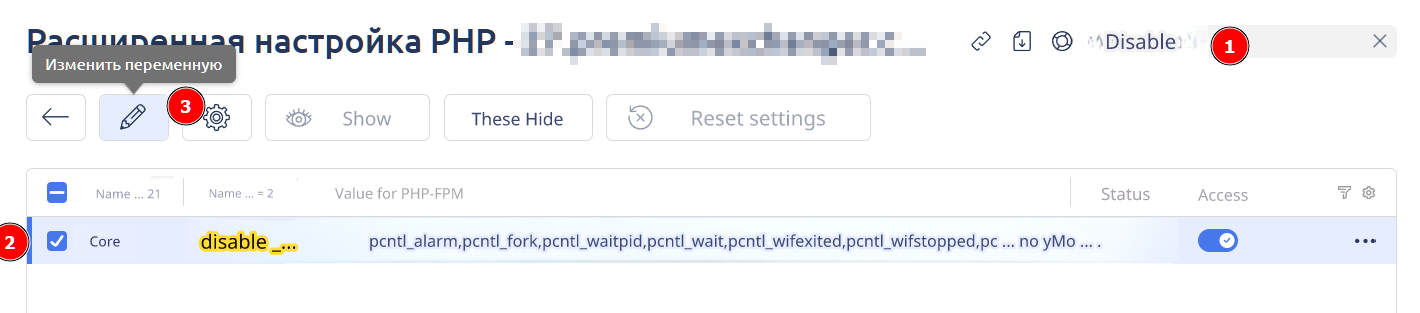 Расширенная настройка PHP -
Disable
1
Изменить переменную
3
Show
These Hide
Reset settings
Name ... 21
Name ... = 2
Value for PHP-FPM
Status
Access
2
Core
disable _...
pcntl_alarm,pcntl_fork,pcntl_waitpid,pcntl_wait,pcntl_wifexited,pcntl_wifstopped,pc ... no yMo ... .